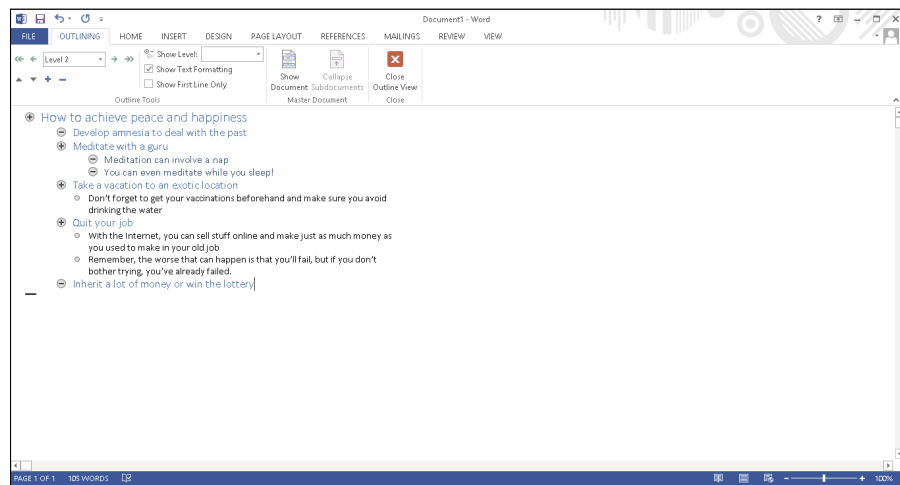 Document1 - Word
FILE OUTLINING HOME INSERT DESIGN PAGE LAYOUT REFERENCES MAILINGS REVIEW VIEW
Level 2
Show Level:
Show Text Formatting
Show First Line Only
Outline Tools
Show Document
Collapse Subdocuments
Master Document
Close Outline View
Close
How to achieve peace and happiness
Develop amnesia to deal with the past
Meditate with a guru
Meditation can involve a nap
You can even meditate while you sleep!
Take a vacation to an exotic location
Don't forget to get your vaccinations beforehand and make sure you avoid
drinking the water
Quit your job
With the Internet, you can sell stuff online and make just as much money as
you used to make in your old job
Remember, the worse that can happen is that you'll fail, but if you don't
bother trying, you've already failed.
Inherit a lot of money or win the lottery
PAGE 1 OF 1 105 WORDS 100%